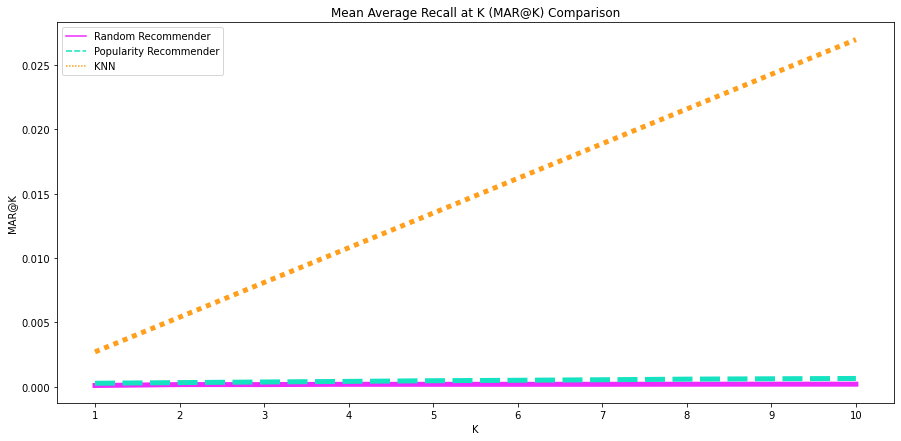 Mean Average Recall at K (MAR@K) Comparison
Random Recommender
Popularity Recommender
KNN
0.025
0.020
0.015
0.010
0.005
0.000
MAR@K
1 2 3 4 5 6 7 8 9 10
K